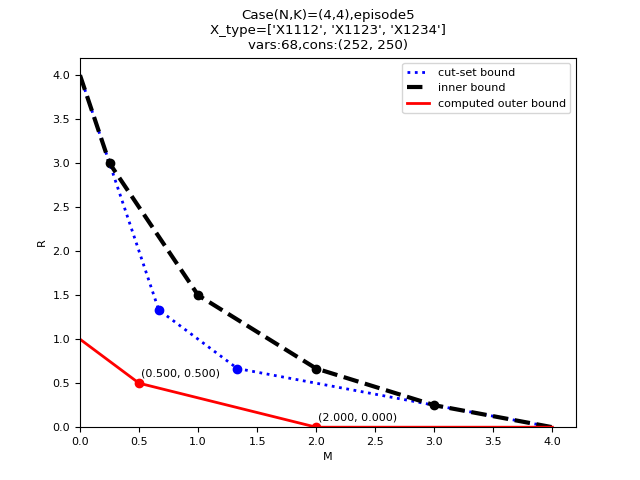 Case(N,K)=(4,4),episode5
X_type=['X1112', 'X1123', 'X1234']
vars:68,cons:(252, 250)
cut-set bound
inner bound
computed outer bound
R
4.0
3.5
3.0
2.5
2.0
1.5
1.0
0.5
0.0
(0.500, 0.500)
(2.000, 0.000)
0.0 0.5 1.0 1.5 2.0 2.5 3.0 3.5 4.0
M